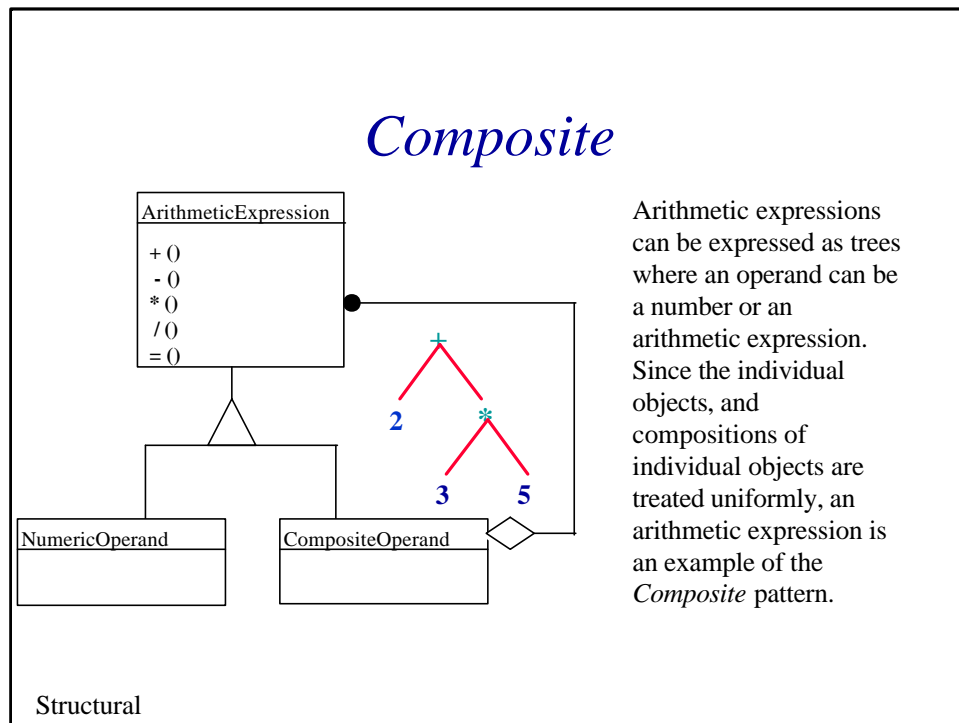 Composite
ArithmeticExpression
+ ()
- ()
* ()
/ ()
= ()
+
2
*
3
5
NumericOperand
CompositeOperand
Arithmetic expressions
can be expressed as trees
where an operand can be
a number or an
arithmetic expression.
Since the individual
objects, and
compositions of
individual objects are
treated uniformly, an
arithmetic expression is
an example of the
Composite pattern.
Structural